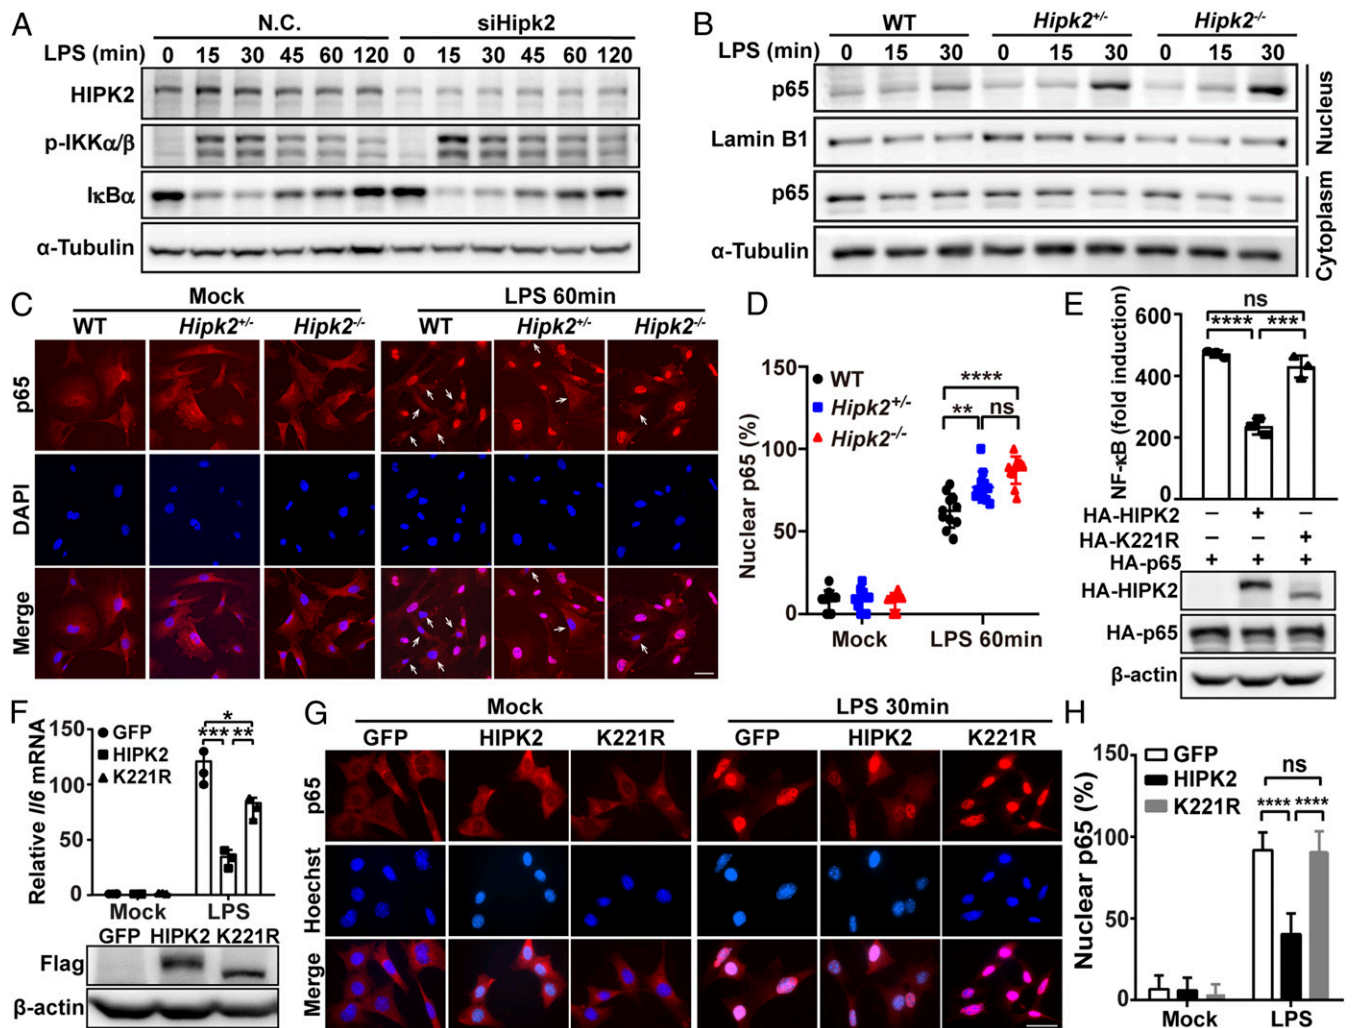 A
N.C. siHipk2
LPS (min) 0 15 30 45 60 120 0 15 30 45 60 120
HIPK2
p-IKKα/β
IκBα
α-Tubulin
B
WT Hipk2+/- Hipk2-/-
LPS (min) 0 15 30 0 15 30 0 15 30
p65
Lamin B1
Nucleus
p65
α-Tubulin
Cytoplasm
C
Mock LPS 60min
WT Hipk2+/- Hipk2-/- WT Hipk2+/- Hipk2-/-
p65
DAPI
Merge
D
Nuclear p65 (%)
150
100
50
0
WT
Hipk2+/-
Hipk2-/-
****
** ns
Mock LPS 60min
E
NF-κB (fold induction)
600
400
200
0
ns
**** ***
HA-HIPK2 – + –
HA-K221R – – +
HA-p65 + + +
HA-HIPK2
HA-p65
β-actin
F
Relative Il6 mRNA
150
100
50
0
GFP
HIPK2
K221R
*
*** **
Mock LPS
GFP HIPK2 K221R
Flag
β-actin
G
Mock LPS 30min
GFP HIPK2 K221R GFP HIPK2 K221R
p65
Hoechst
Merge
H
Nuclear p65 (%)
150
100
50
0
GFP
HIPK2
K221R
ns
**** ****
Mock LPS